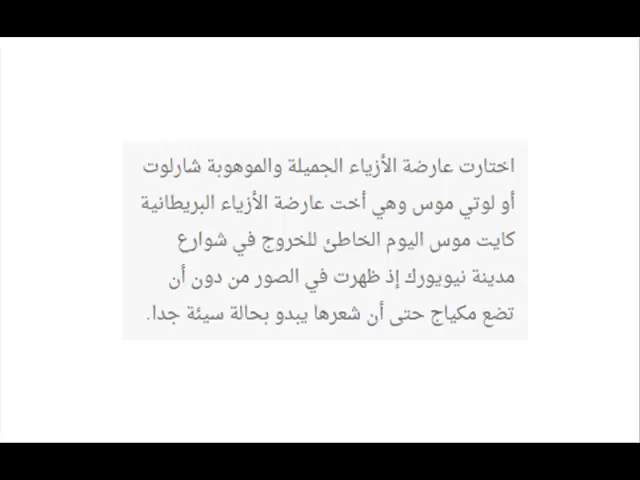 اختارت عارضة الأزياء الجميلة والموهوبة شارلوت
أو لوتي موس وهي أخت عارضة الأزياء البريطانية
كايت موس اليوم الخاطئ للخروج في شوارع
مدينة نيويورك إذ ظهرت في الصور من دون أن
تضع مكياج حتى أن شعرها يبدو بحالة سيئة جدا.